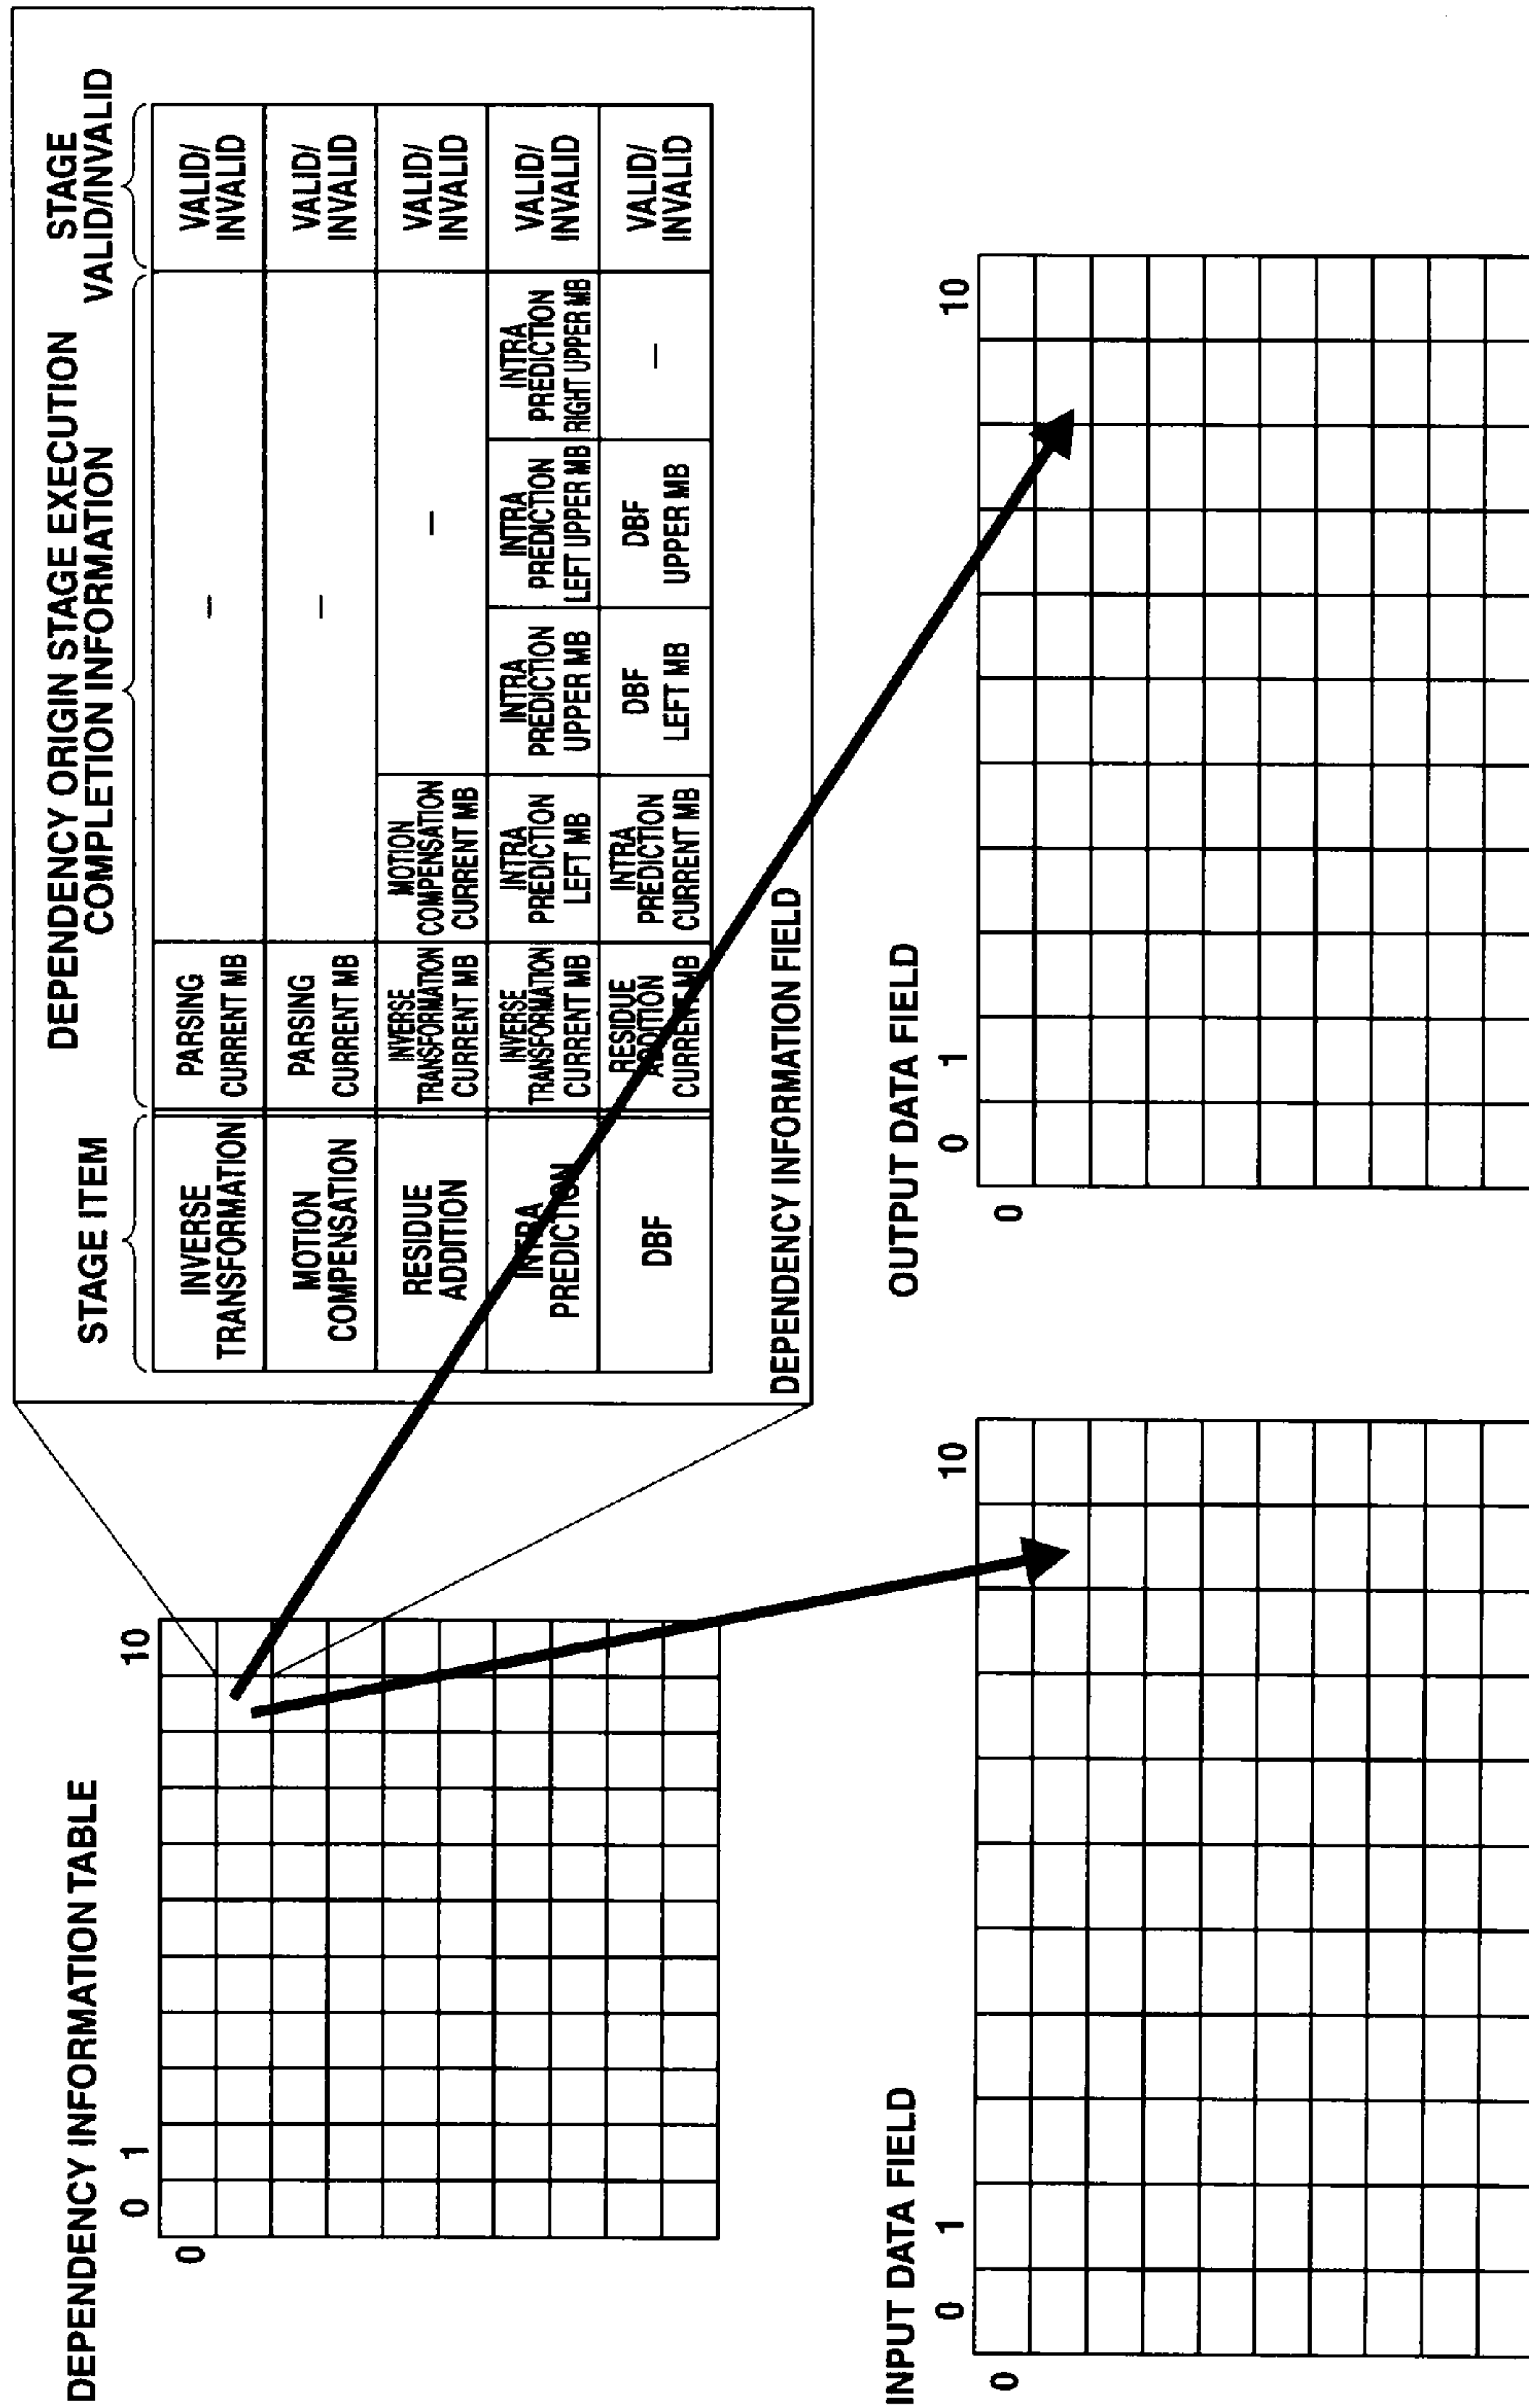 DEPENDENCY INFORMATION TABLE
0 1 10
0
STAGE ITEM
DEPENDENCY ORIGIN STAGE EXECUTION
COMPLETION INFORMATION
STAGE
VALID/INVALID
INVERSE
TRANSFORMATION
PARSING
CURRENT MB
–
VALID/
INVALID
MOTION
COMPENSATION
PARSING
CURRENT MB
–
VALID/
INVALID
RESIDUE
ADDITION
INVERSE
TRANSFORMATION
CURRENT MB
MOTION
COMPENSATION
CURRENT MB
–
VALID/
INVALID
INTRA
PREDICTION
INVERSE
TRANSFORMATION
CURRENT MB
INTRA
PREDICTION
LEFT MB
INTRA
PREDICTION
UPPER MB
INTRA
PREDICTION
LEFT UPPER MB
INTRA
PREDICTION
RIGHT UPPER MB
VALID/
INVALID
DBF
RESIDUE
ADDITION
CURRENT MB
INTRA
PREDICTION
CURRENT MB
DBF
LEFT MB
DBF
UPPER MB
–
VALID/
INVALID
DEPENDENCY INFORMATION FIELD
INPUT DATA FIELD
0 1 10
0
OUTPUT DATA FIELD
0 1 10
0